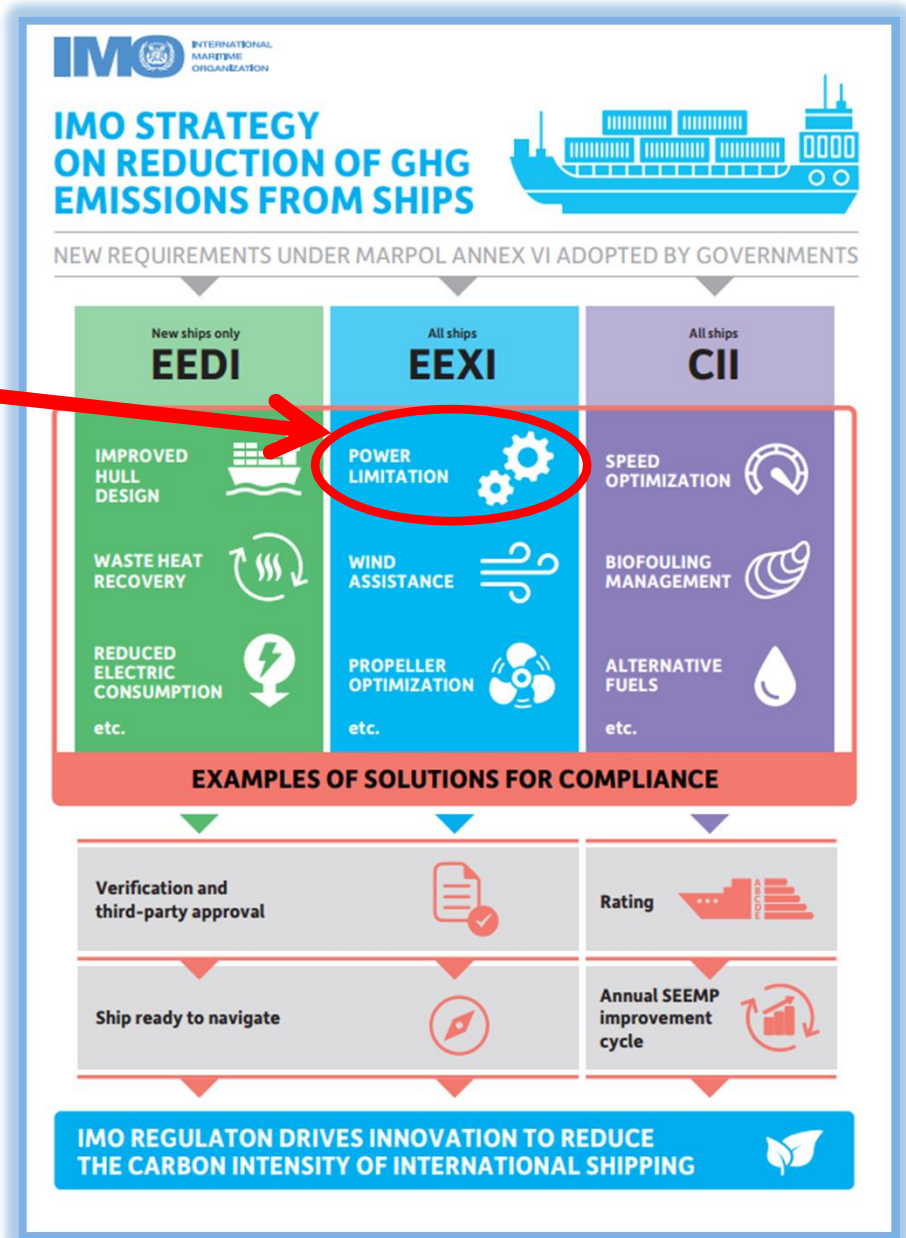 IMO
INTERNATIONAL
MARITIME
ORGANIZATION
IMO STRATEGY
ON REDUCTION OF GHG
EMISSIONS FROM SHIPS
NEW REQUIREMENTS UNDER MARPOL ANNEX VI ADOPTED BY GOVERNMENTS
New ships only
EEDI
IMPROVED
HULL
DESIGN
WASTE HEAT
RECOVERY
REDUCED
ELECTRIC
CONSUMPTION
etc.
All ships
EEXI
POWER
LIMITATION
WIND
ASSISTANCE
PROPELLER
OPTIMIZATION
etc.
All ships
CII
SPEED
OPTIMIZATION
BIOFOULING
MANAGEMENT
ALTERNATIVE
FUELS
etc.
EXAMPLES OF SOLUTIONS FOR COMPLIANCE
Verification and
third-party approval
Rating
A
B
C
D
E
Ship ready to navigate
Annual SEEMP
improvement
cycle
IMO REGULATON DRIVES INNOVATION TO REDUCE
THE CARBON INTENSITY OF INTERNATIONAL SHIPPING